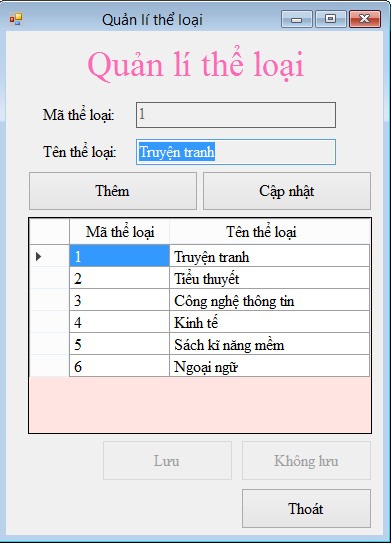 Quản lí thể loại
Quản lí thể loại
Mã thể loại: 1
Tên thể loại: Truyện tranh
Thêm Cập nhật
Mã thể loại Tên thể loại
1 Truyện tranh
2 Tiểu thuyết
3 Công nghệ thông tin
4 Kinh tế
5 Sách kĩ năng mềm
6 Ngoại ngữ
Lưu Không lưu
Thoát